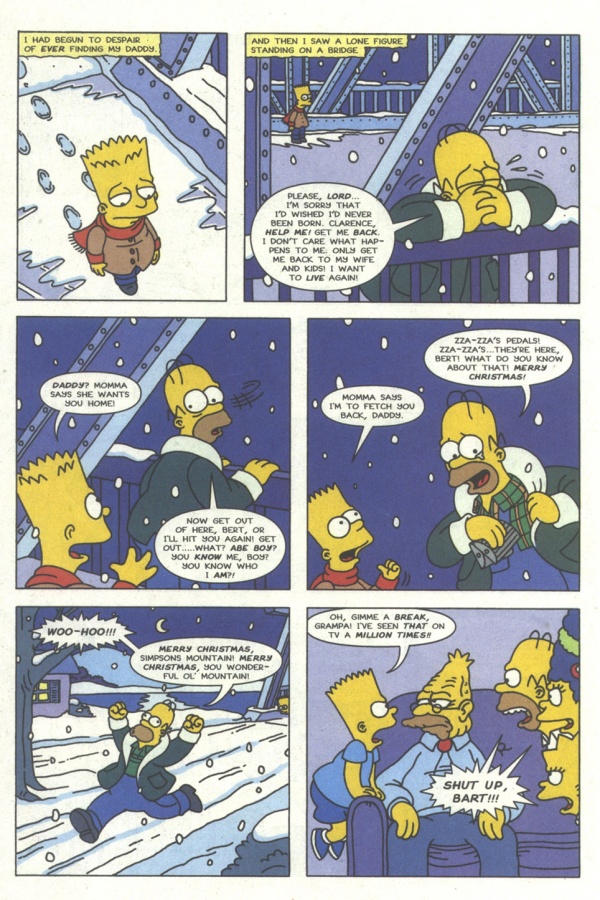 I HAD BEGUN TO DESPAIR
OF EVER FINDING MY DADDY.
AND THEN I SAW A LONE FIGURE
STANDING ON A BRIDGE
PLEASE, LORD...
I'M SORRY THAT
I'D WISHED I'D NEVER
BEEN BORN. CLARENCE,
HELP ME! GET ME BACK.
I DON'T CARE WHAT HAP-
PENS TO ME. ONLY GET
ME BACK TO MY WIFE
AND KIDS! I WANT
TO LIVE AGAIN!
DADDY? MOMMA
SAYS SHE WANTS
YOU HOME!
NOW GET OUT
OF HERE, BERT, OR
I'LL HIT YOU AGAIN! GET
OUT.....WHAT? ABE BOY?
YOU KNOW ME, BOY?
YOU KNOW WHO
I AM?!
ZZA-ZZA'S PEDALS!
ZZA-ZZA'S...THEY'RE HERE,
BERT! WHAT DO YOU KNOW
ABOUT THAT! MERRY
CHRISTMAS!
MOMMA SAYS
I'M TO FETCH YOU
BACK, DADDY.
WOO-HOO!!!
MERRY CHRISTMAS,
SIMPSONS MOUNTAIN! MERRY
CHRISTMAS, YOU WONDER-
FUL OL' MOUNTAIN!
OH, GIMME A BREAK,
GRAMPA! I'VE SEEN THAT ON
TV A MILLION TIMES!!
SHUT UP,
BART!!!